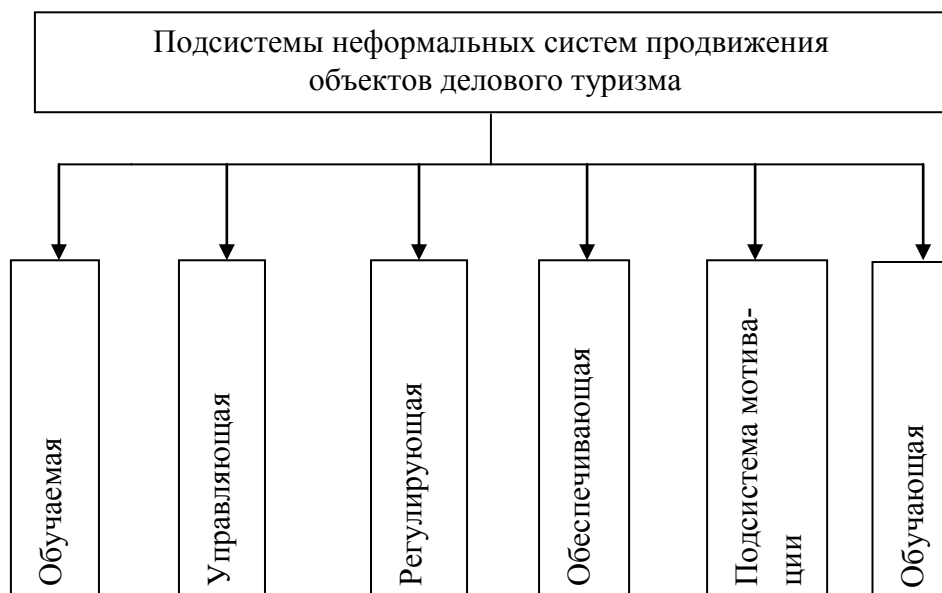 Подсистемы неформальных систем продвижения
объектов делового туризма
Обучаемая
Управляющая
Регулирующая
Обеспечивающая
Подсистема мотива-
ции
Обучающая